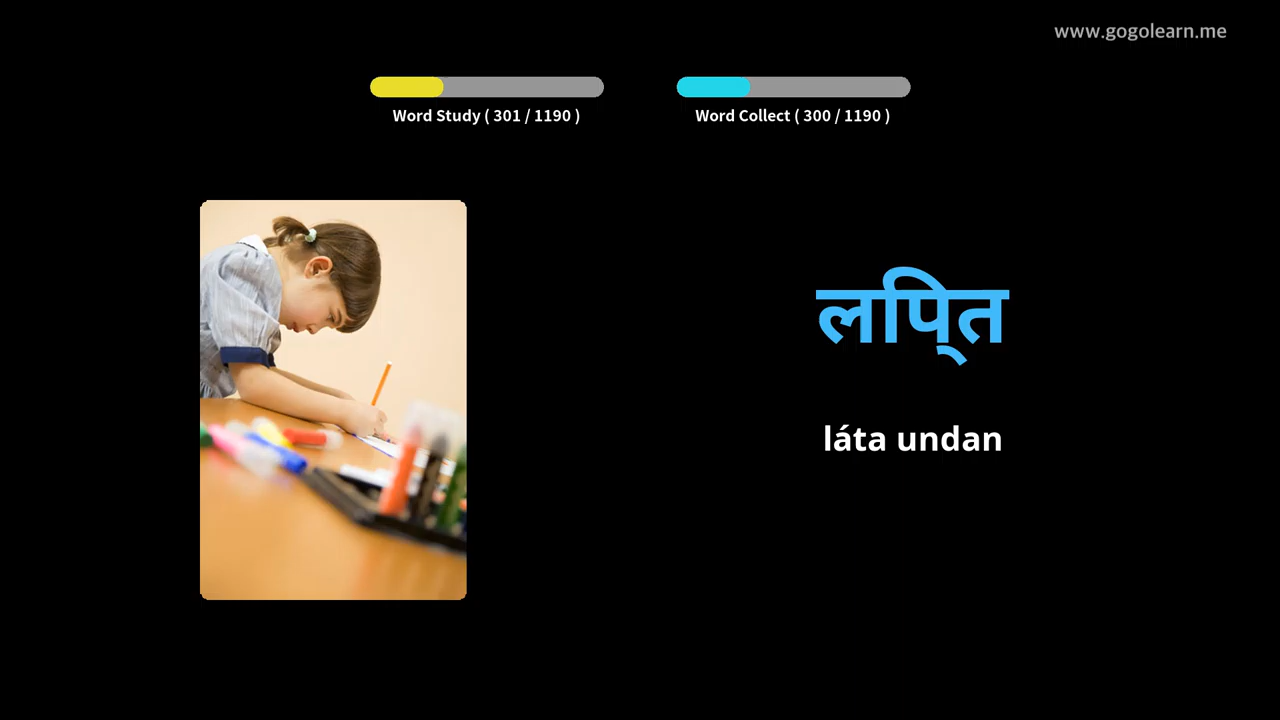 www.gogolearn.me
Word Study ( 301 / 1190 )
Word Collect ( 300 / 1190 )
लपि्त
láta undan